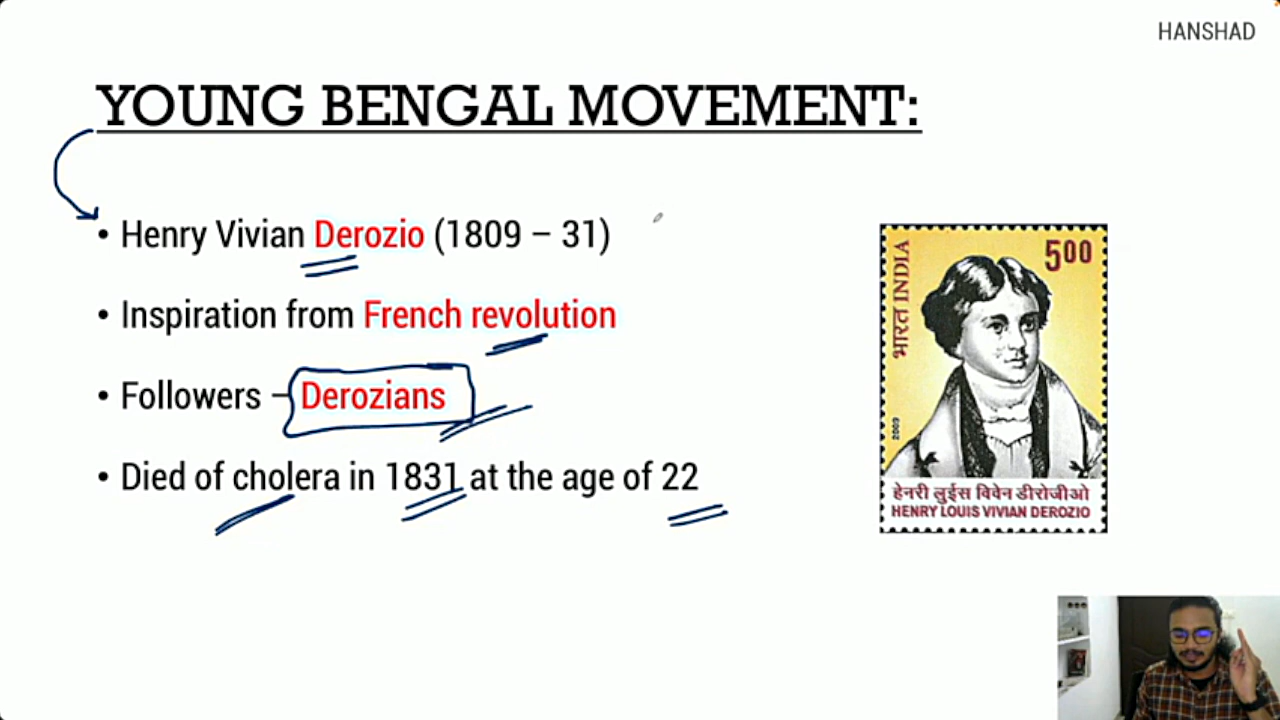 HANSHAD
YOUNG BENGAL MOVEMENT:
• Henry Vivian Derozio (1809 – 31)
• Inspiration from French revolution
• Followers – Derozians
• Died of cholera in 1831 at the age of 22
500
भारत INDIA
2009
हेनरी लुईस विवेन डीरोजीओ
HENRY LOUIS VIVIAN DEROZIO